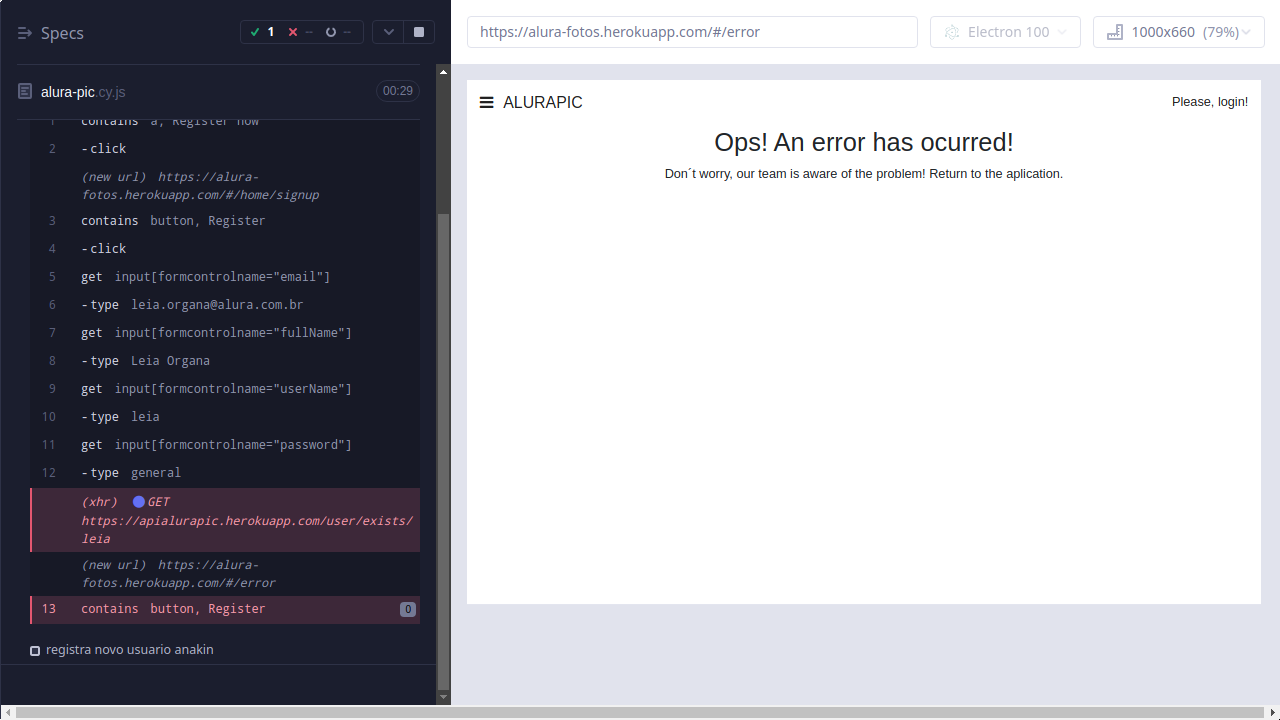 Specs
1
--
--
https://alura-fotos.herokuapp.com/#/error
Electron 100
1000x660 (79%)
alura-pic.cy.js
00:29
1 contains a, Register now
2 -click
(new url) https://alura-
fotos.herokuapp.com/#/home/signup
3 contains button, Register
4 -click
5 get input[formcontrolname="email"]
6 -type leia.organa@alura.com.br
7 get input[formcontrolname="fullName"]
8 -type Leia Organa
9 get input[formcontrolname="userName"]
10 -type leia
11 get input[formcontrolname="password"]
12 -type general
(xhr) GET
https://apialurapic.herokuapp.com/user/exists/
leia
(new url) https://alura-
fotos.herokuapp.com/#/error
13 contains button, Register 0
registra novo usuario anakin
ALURAPIC
Please, login!
Ops! An error has ocurred!
Don´t worry, our team is aware of the problem! Return to the aplication.